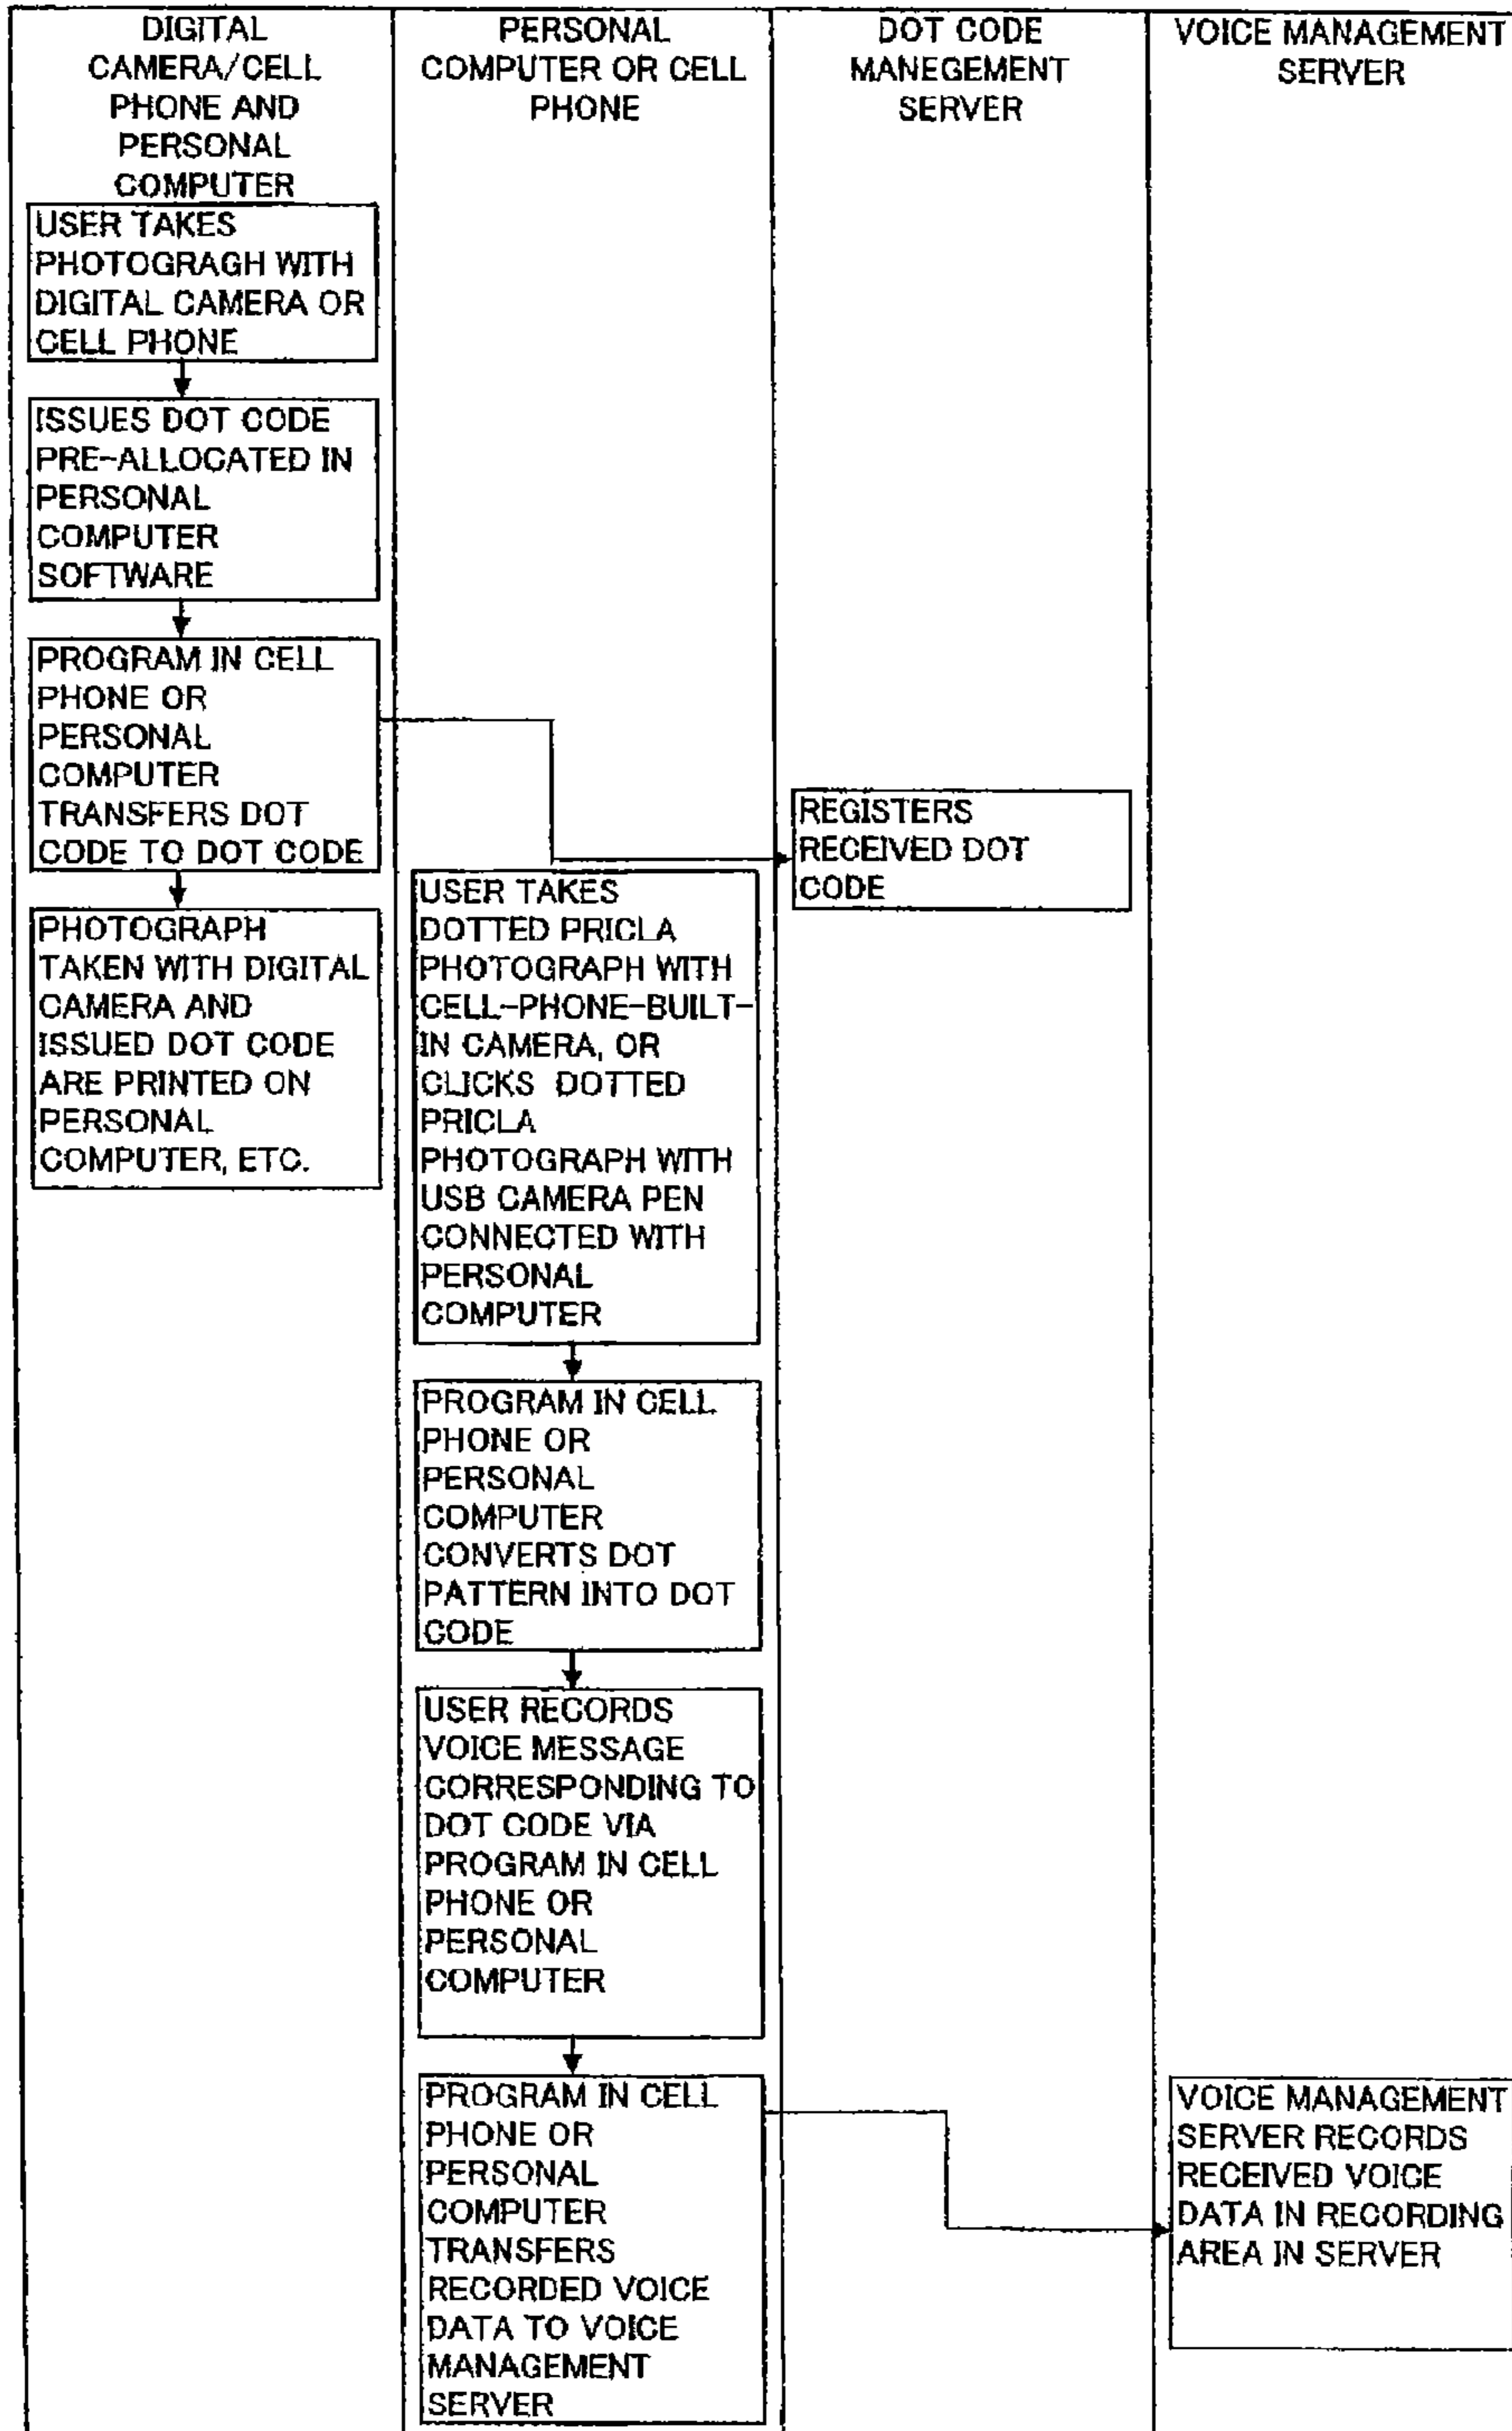 DIGITAL
CAMERA/CELL
PHONE AND
PERSONAL
COMPUTER
PERSONAL
COMPUTER OR CELL
PHONE
DOT CODE
MANEGEMENT
SERVER
VOICE MANAGEMENT
SERVER
USER TAKES
PHOTOGRAGH WITH
DIGITAL CAMERA OR
CELL PHONE
ISSUES DOT CODE
PRE-ALLOCATED IN
PERSONAL
COMPUTER
SOFTWARE
PROGRAM IN CELL
PHONE OR
PERSONAL
COMPUTER
TRANSFERS DOT
CODE TO DOT CODE
PHOTOGRAPH
TAKEN WITH DIGITAL
CAMERA AND
ISSUED DOT CODE
ARE PRINTED ON
PERSONAL
COMPUTER, ETC.
USER TAKES
DOTTED PRICLA
PHOTOGRAPH WITH
CELL-PHONE-BUILT-
IN CAMERA, OR
CLICKS DOTTED
PRICLA
PHOTOGRAPH WITH
USB CAMERA PEN
CONNECTED WITH
PERSONAL
COMPUTER
PROGRAM IN CELL
PHONE OR
PERSONAL
COMPUTER
CONVERTS DOT
PATTERN INTO DOT
CODE
USER RECORDS
VOICE MESSAGE
CORRESPONDING TO
DOT CODE VIA
PROGRAM IN CELL
PHONE OR
PERSONAL
COMPUTER
PROGRAM IN CELL
PHONE OR
PERSONAL
COMPUTER
TRANSFERS
RECORDED VOICE
DATA TO VOICE
MANAGEMENT
SERVER
REGISTERS
RECEIVED DOT
CODE
VOICE MANAGEMENT
SERVER RECORDS
RECEIVED VOICE
DATA IN RECORDING
AREA IN SERVER